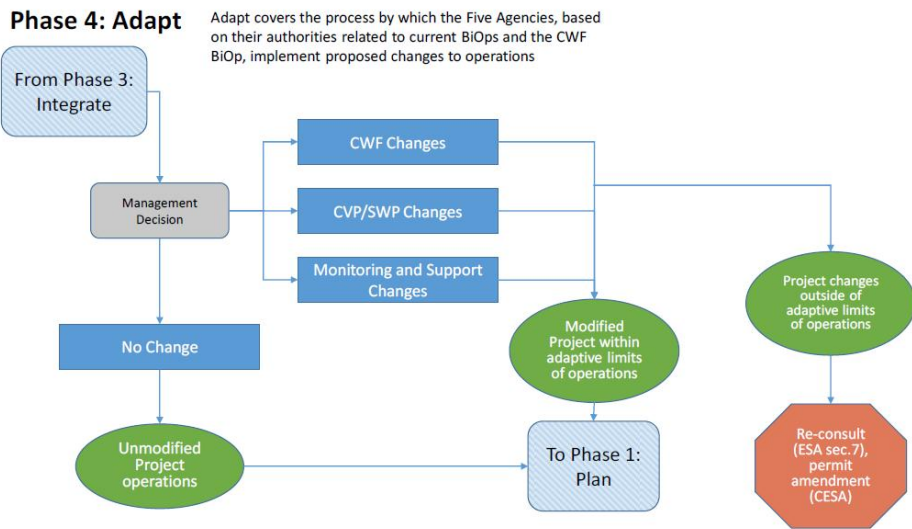 Phase 4: Adapt
Adapt covers the process by which the Five Agencies, based
on their authorities related to current BiOps and the CWF
BiOp, implement proposed changes to operations
From Phase 3:
Integrate
CWF Changes
Management
Decision
CVP/SWP Changes
Monitoring and Support
Changes
Project changes
outside of
adaptive limits
of operations
No Change
Modified
Project within
adaptive limits
of operations
Unmodified
Project
operations
To Phase 1:
Plan
Re-consult
(ESA sec.7),
permit
amendment
(CESA)